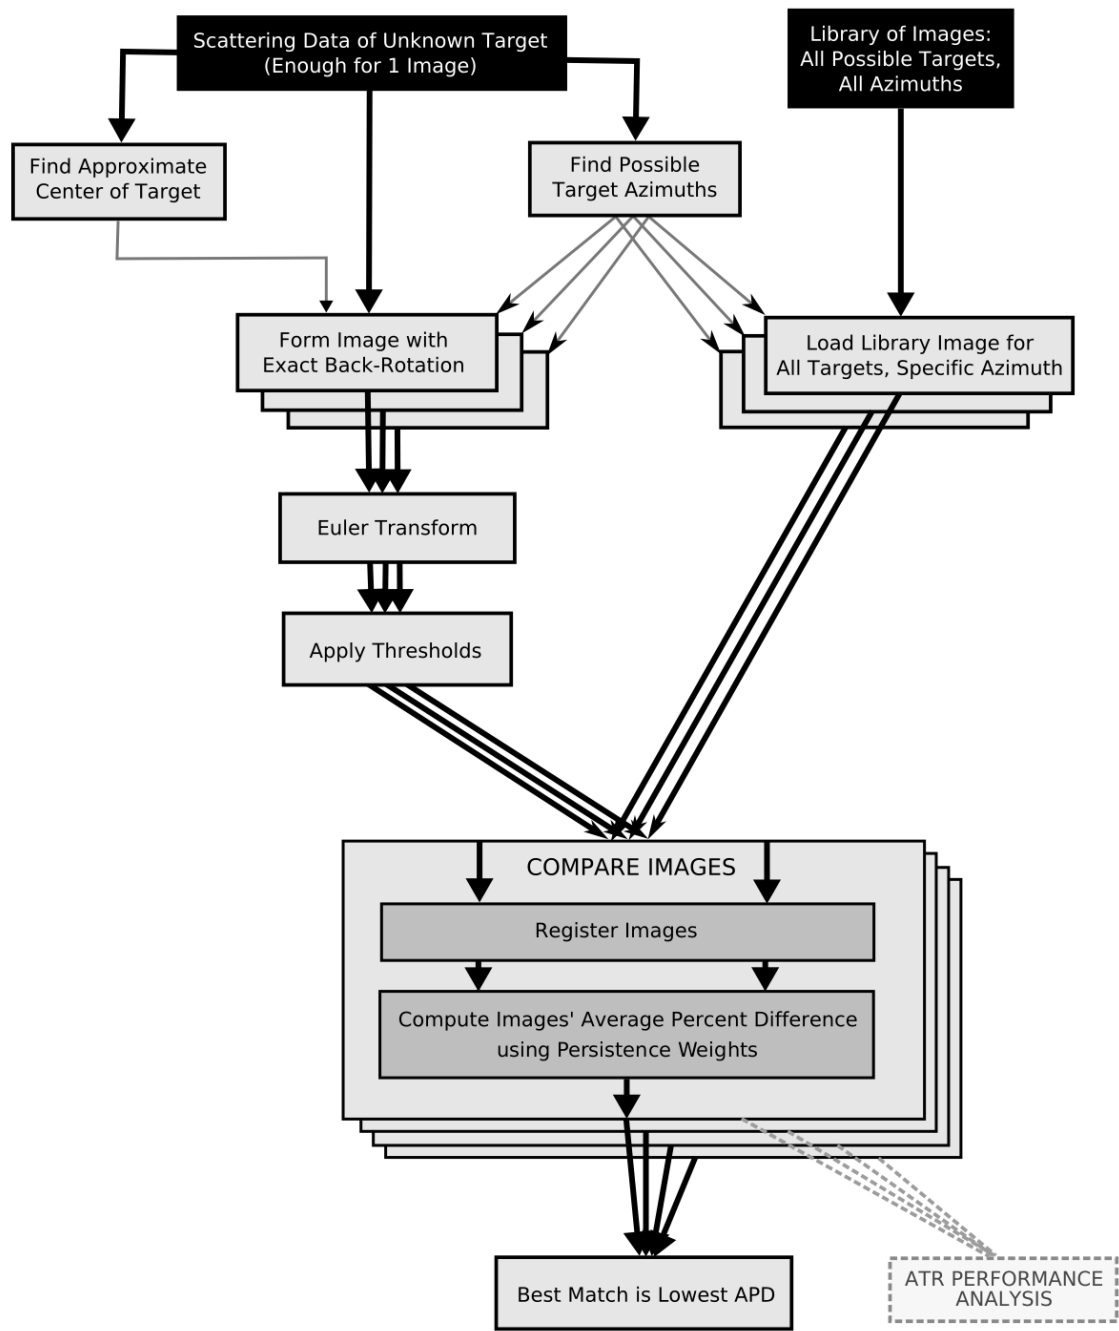 Scattering Data of Unknown Target
(Enough for 1 Image)
Library of Images:
All Possible Targets,
All Azimuths
Find Approximate
Center of Target
Find Possible
Target Azimuths
Form Image with
Exact Back-Rotation
Load Library Image for
All Targets, Specific Azimuth
Euler Transform
Apply Thresholds
COMPARE IMAGES
Register Images
Compute Images' Average Percent Difference
using Persistence Weights
Best Match is Lowest APD
ATR PERFORMANCE
ANALYSIS